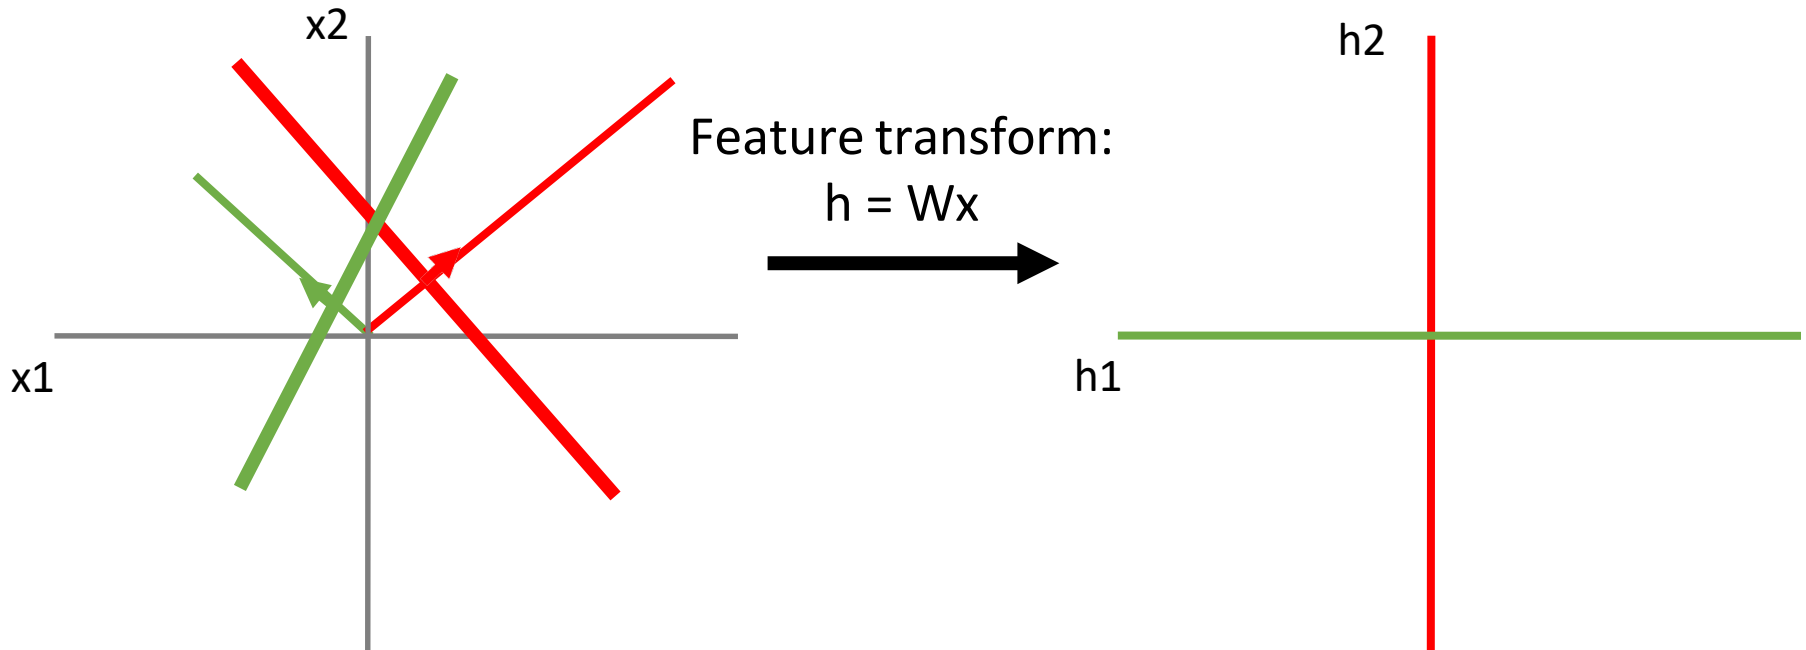 x2
x1
Feature transform:
h = Wx
h2
h1